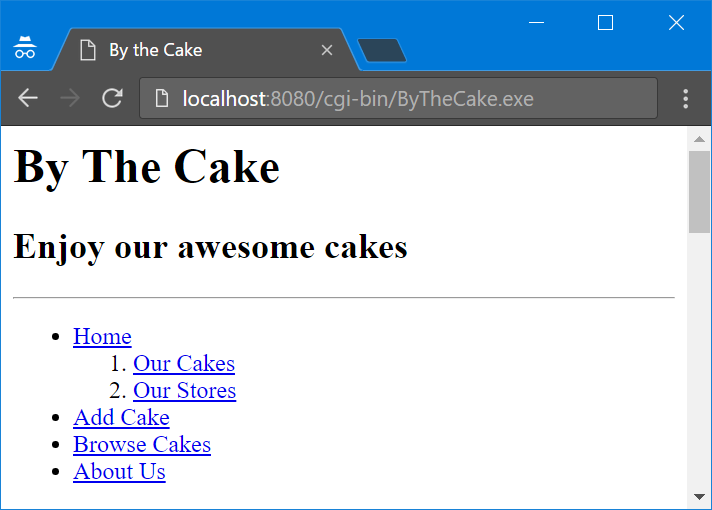 By the Cake
localhost:8080/cgi-bin/ByTheCake.exe
By The Cake
Enjoy our awesome cakes
Home
1. Our Cakes
2. Our Stores
Add Cake
Browse Cakes
About Us